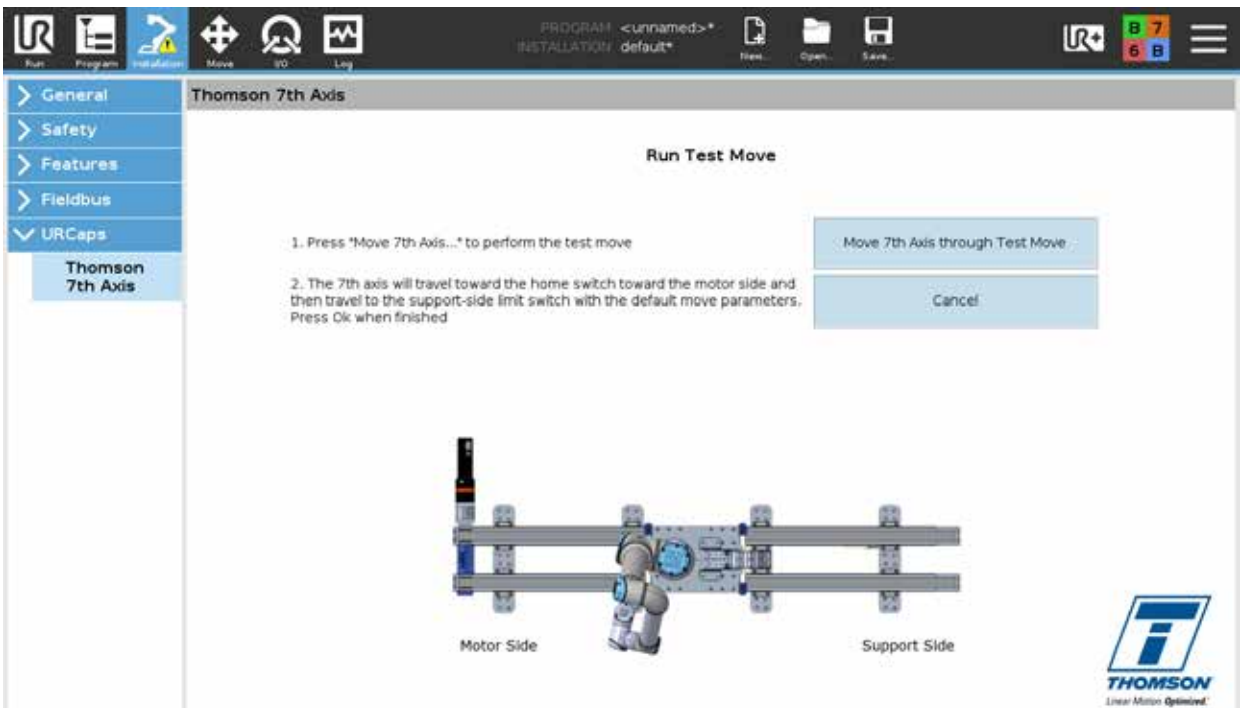 PROGRAM <unnamed>*
INSTALLATION default*
UR
Run
Program
Installation
Move
I/O
Log
New...
Open...
Save...
UR+
B 7
6 B
General
Safety
Features
Fieldbus
URCaps
Thomson
7th Axis
Thomson 7th Axis
Run Test Move
1. Press "Move 7th Axis..." to perform the test move
Move 7th Axis through Test Move
2. The 7th axis will travel toward the home switch toward the motor side and
then travel to the support-side limit switch with the default move parameters.
Press Ok when finished
Cancel
Motor Side
Support Side
THOMSON
Linear Motion Optimized.